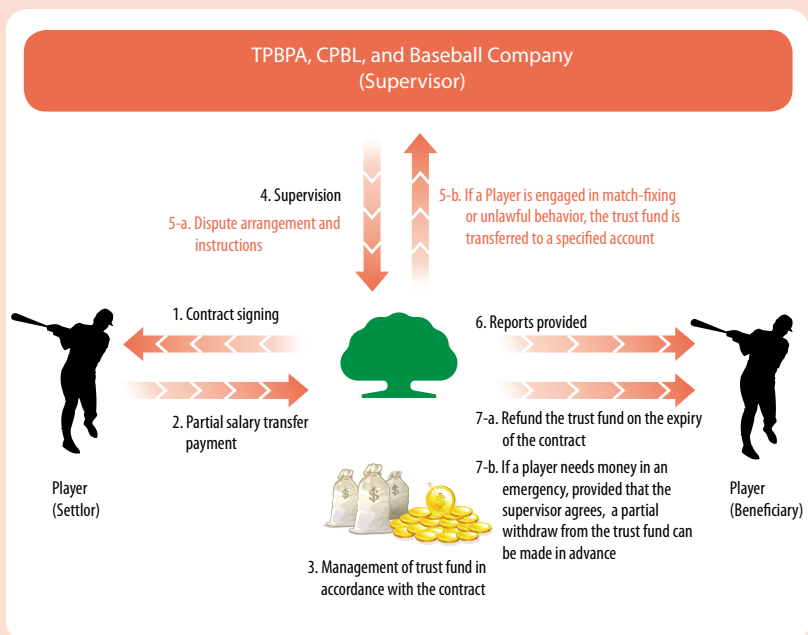 TPBPA, CPBL, and Baseball Company
(Supervisor)
4. Supervision
5-a. Dispute arrangement and
instructions
5-b. If a Player is engaged in match-fixing
or unlawful behavior, the trust fund is
transferred to a specified account
1. Contract signing
2. Partial salary transfer
payment
Player
(Settlor)
3. Management of trust fund in
accordance with the contract
6. Reports provided
7-a. Refund the trust fund on the expiry
of the contract
7-b. If a player needs money in an
emergency, provided that the
supervisor agrees, a partial
withdraw from the trust fund can
be made in advance
Player
(Beneficiary)
$
$
$
$